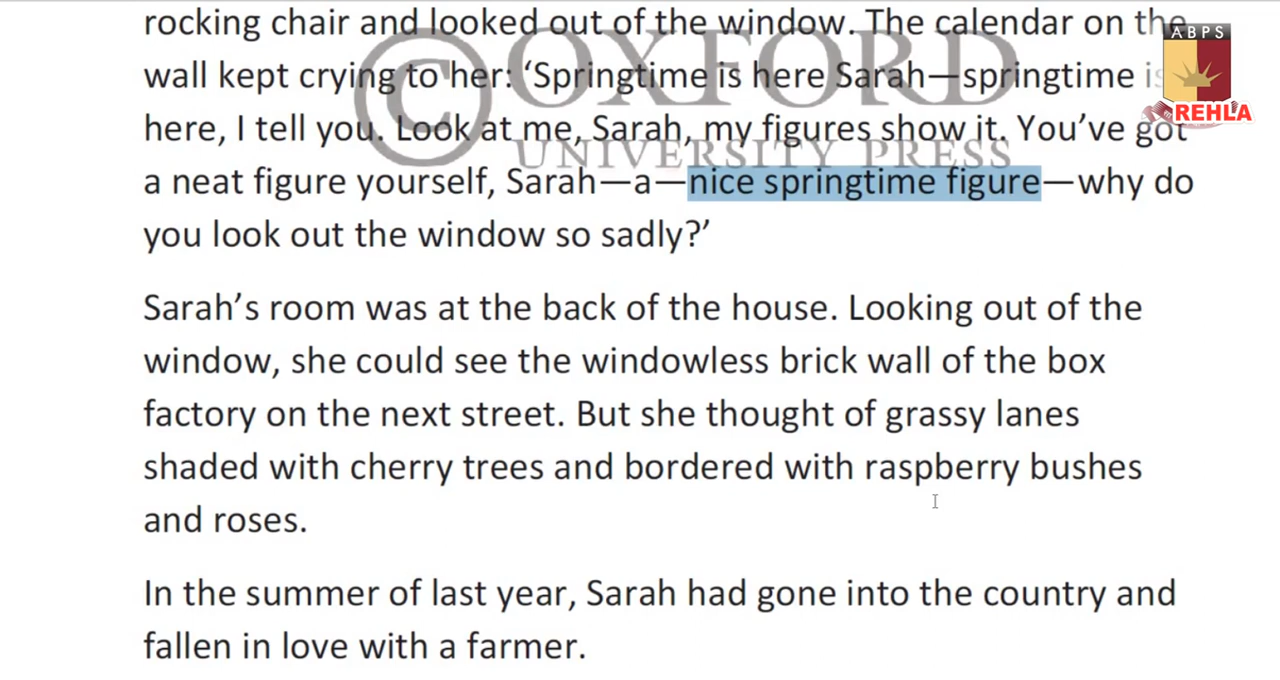 rocking chair and looked out of the window. The calendar on the
wall kept crying to her: ‘Springtime is here Sarah—springtime is
here, I tell you. Look at me, Sarah, my figures show it. You’ve got
a neat figure yourself, Sarah—a—nice springtime figure—why do
you look out the window so sadly?’
Sarah’s room was at the back of the house. Looking out of the
window, she could see the windowless brick wall of the box
factory on the next street. But she thought of grassy lanes
shaded with cherry trees and bordered with raspberry bushes
and roses.
In the summer of last year, Sarah had gone into the country and
fallen in love with a farmer.
© OXFORD
UNIVERSITY PRESS
ABPS
REHLA